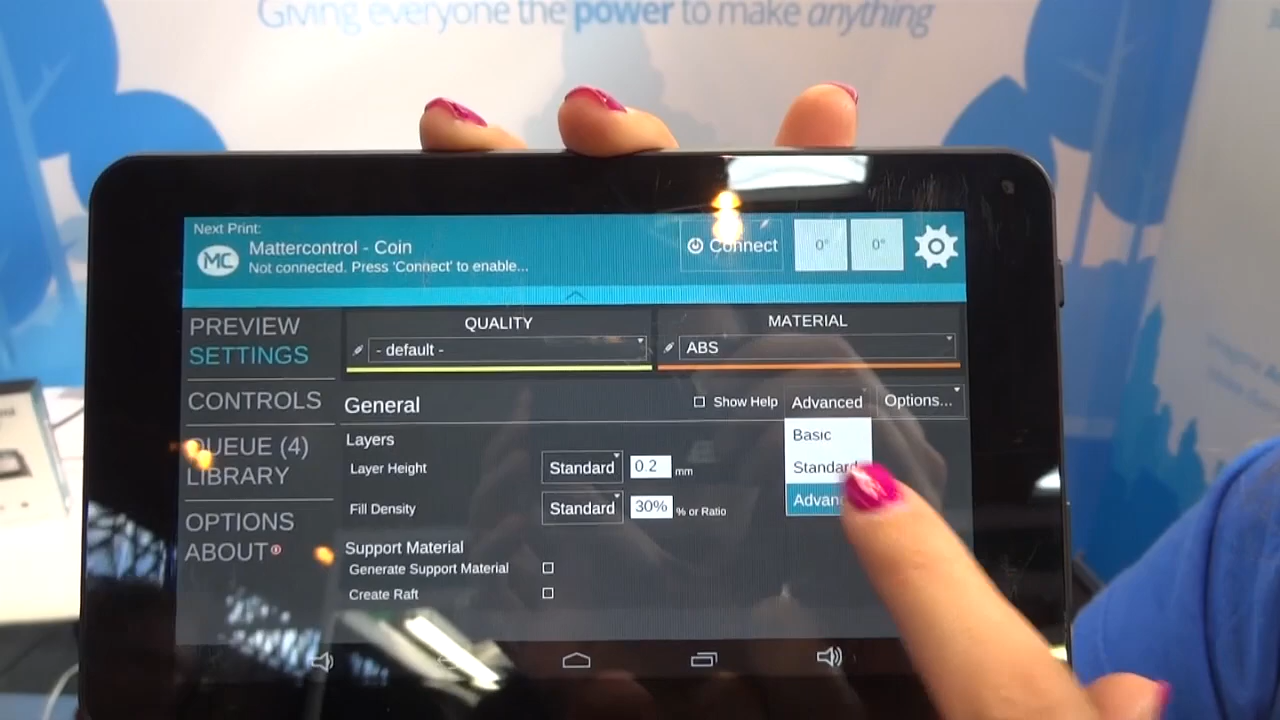 Giving everyone the power to make anything
Next Print:
MC
Mattercontrol - Coin
Not connected. Press 'Connect' to enable...
Connect
0°
0°
PREVIEW
SETTINGS
CONTROLS
QUEUE (4)
LIBRARY
OPTIONS
ABOUT
QUALITY
- default -
MATERIAL
ABS
General
Show Help
Advanced
Options...
Basic
Standard
Layers
Layer Height
Standard
0.2
mm
Fill Density
Standard
30%
% or Ratio
Support Material
Generate Support Material
Create Raft